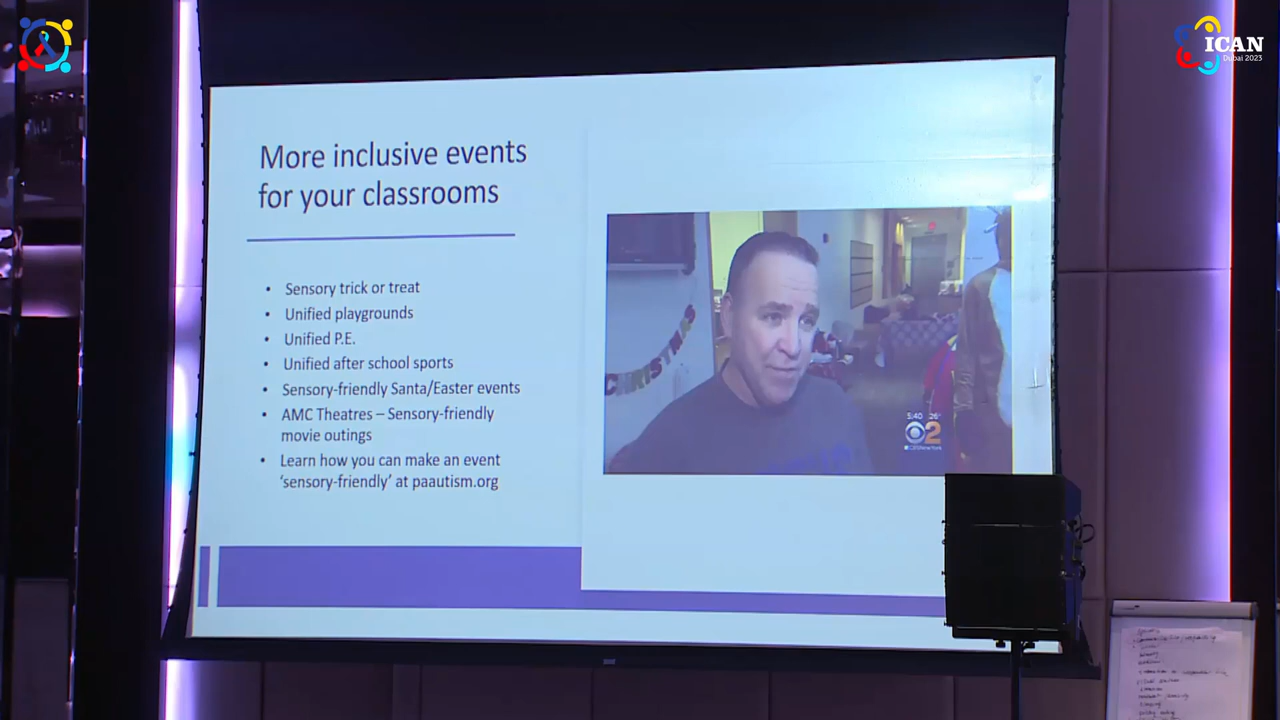 ICAN
Dubai 2023
More inclusive events
for your classrooms
• Sensory trick or treat
• Unified playgrounds
• Unified P.E.
• Unified after school sports
• Sensory-friendly Santa/Easter events
• AMC Theatres – Sensory-friendly
movie outings
• Learn how you can make an event
‘sensory-friendly’ at paautism.org
5:40 26°
2